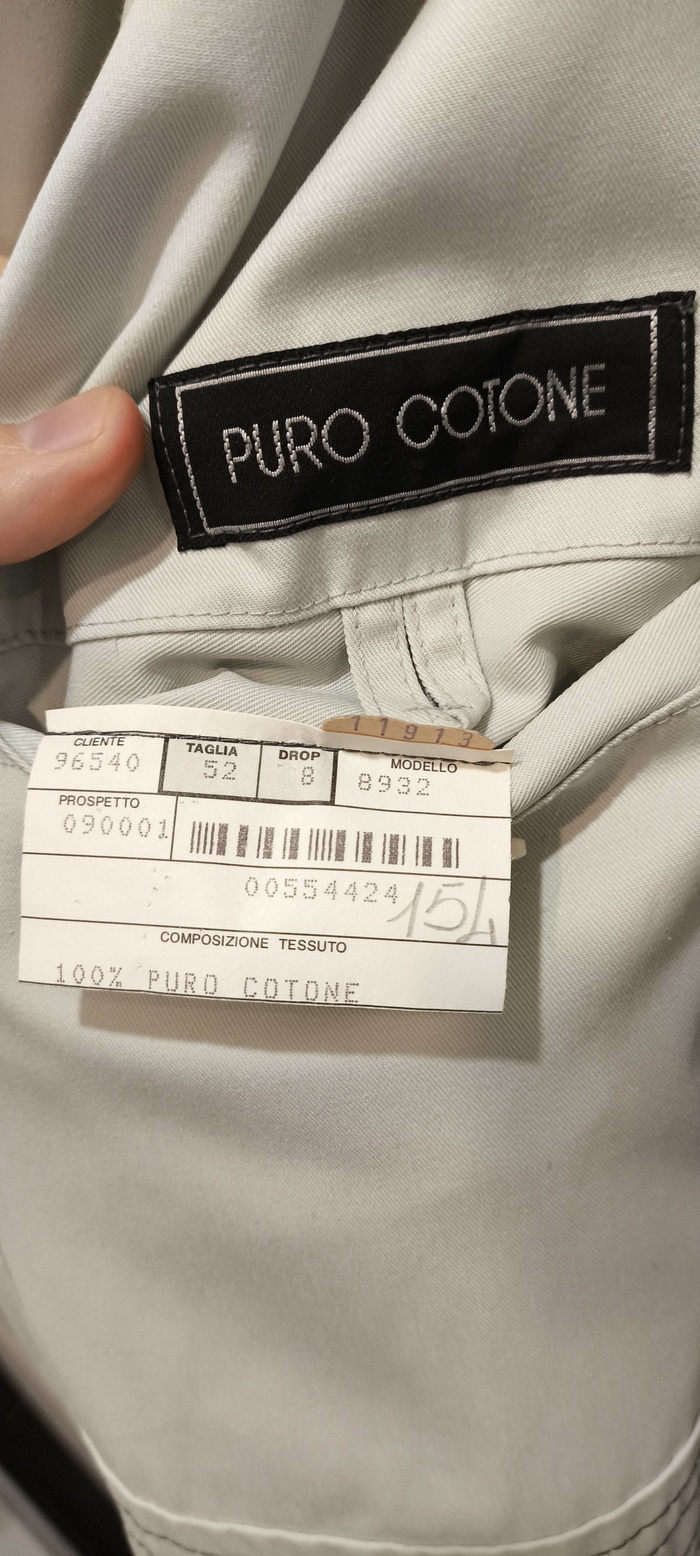 PURO COTONE
11913
CLIENTE TAGLIA DROP MODELLO
96540 52 8 8932
PROSPETTO
090001
00554424
154
COMPOSIZIONE TESSUTO
100% PURO COTONE